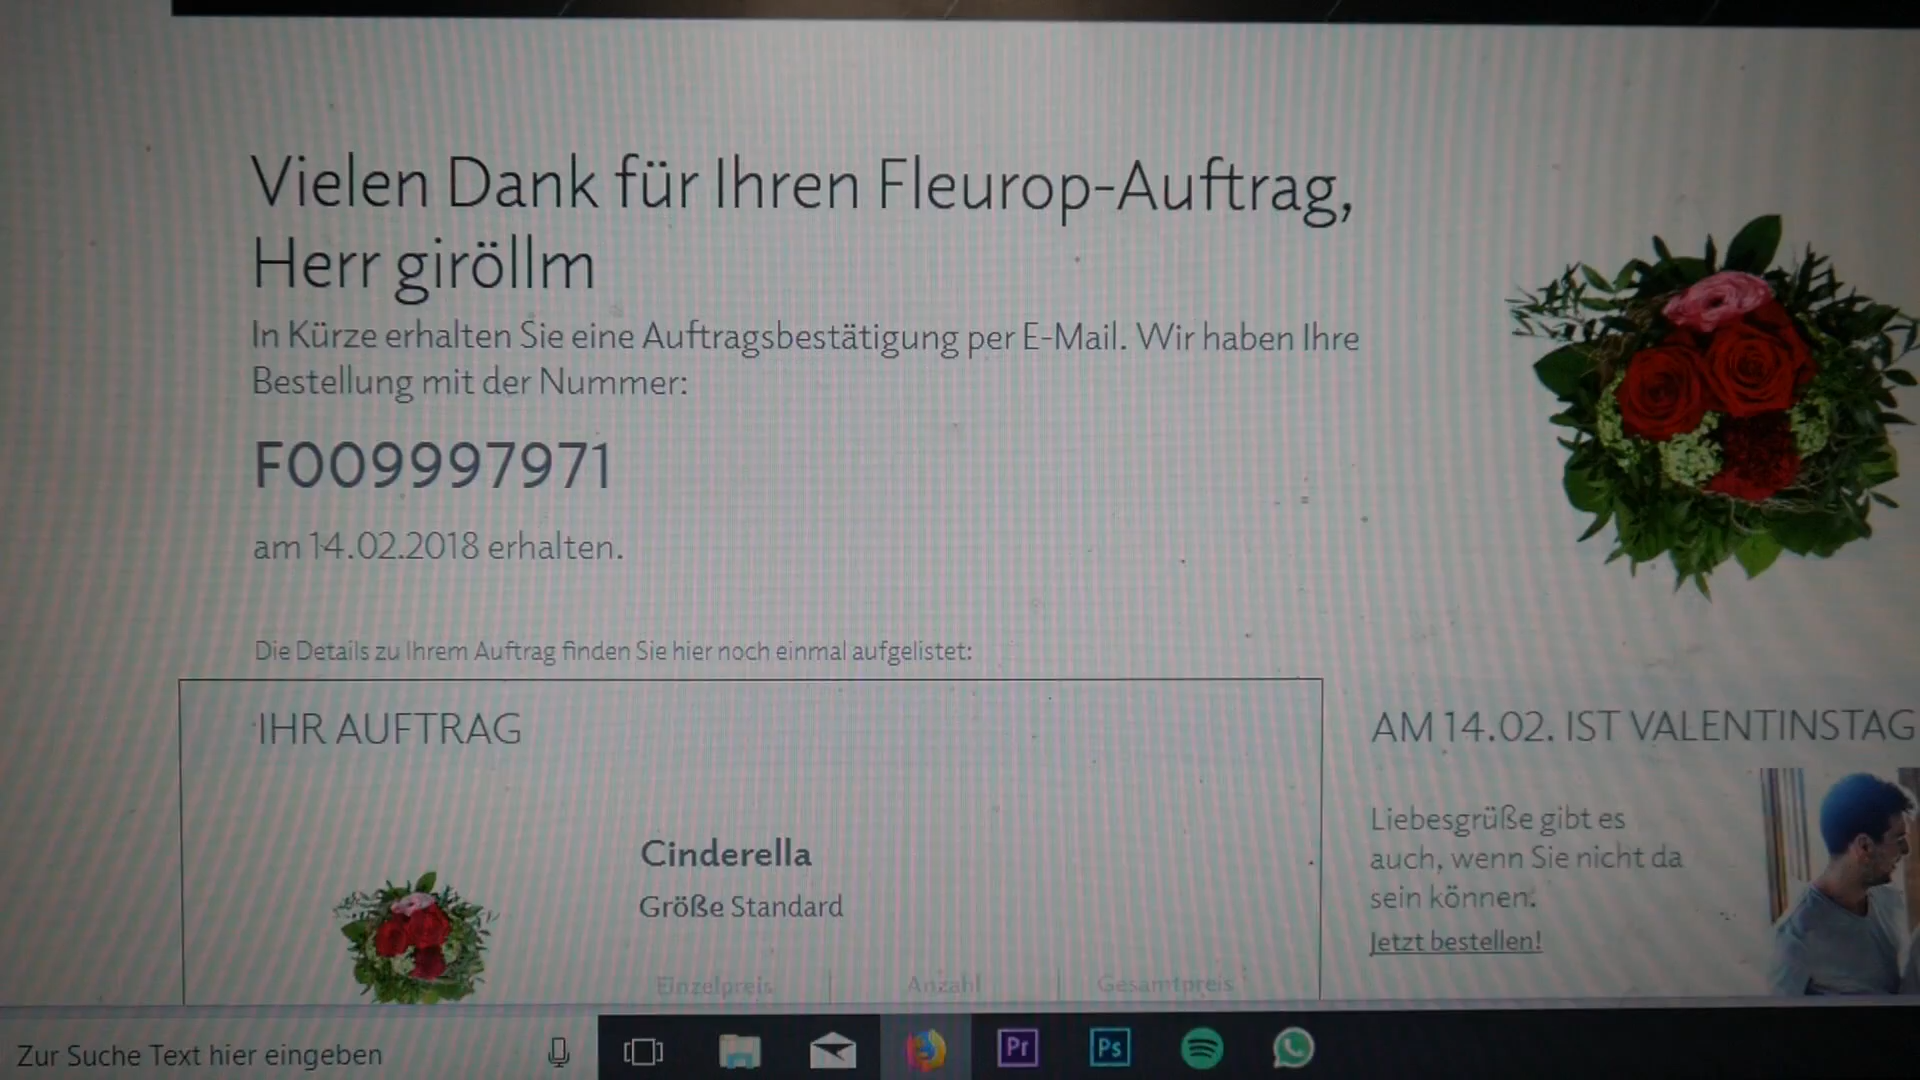 Vielen Dank für Ihren Fleurop-Auftrag,
Herr giröllm
In Kürze erhalten Sie eine Auftragsbestätigung per E-Mail. Wir haben Ihre
Bestellung mit der Nummer:
F009997971
am 14.02.2018 erhalten.
Die Details zu Ihrem Auftrag finden Sie hier noch einmal aufgelistet:
IHR AUFTRAG
Cinderella
Größe Standard
Einzelpreis Anzahl Gesamtpreis
AM 14.02. IST VALENTINSTAG
Liebesgrüße gibt es
auch, wenn Sie nicht da
sein können.
Jetzt bestellen!
Zur Suche Text hier eingeben
Pr
Ps